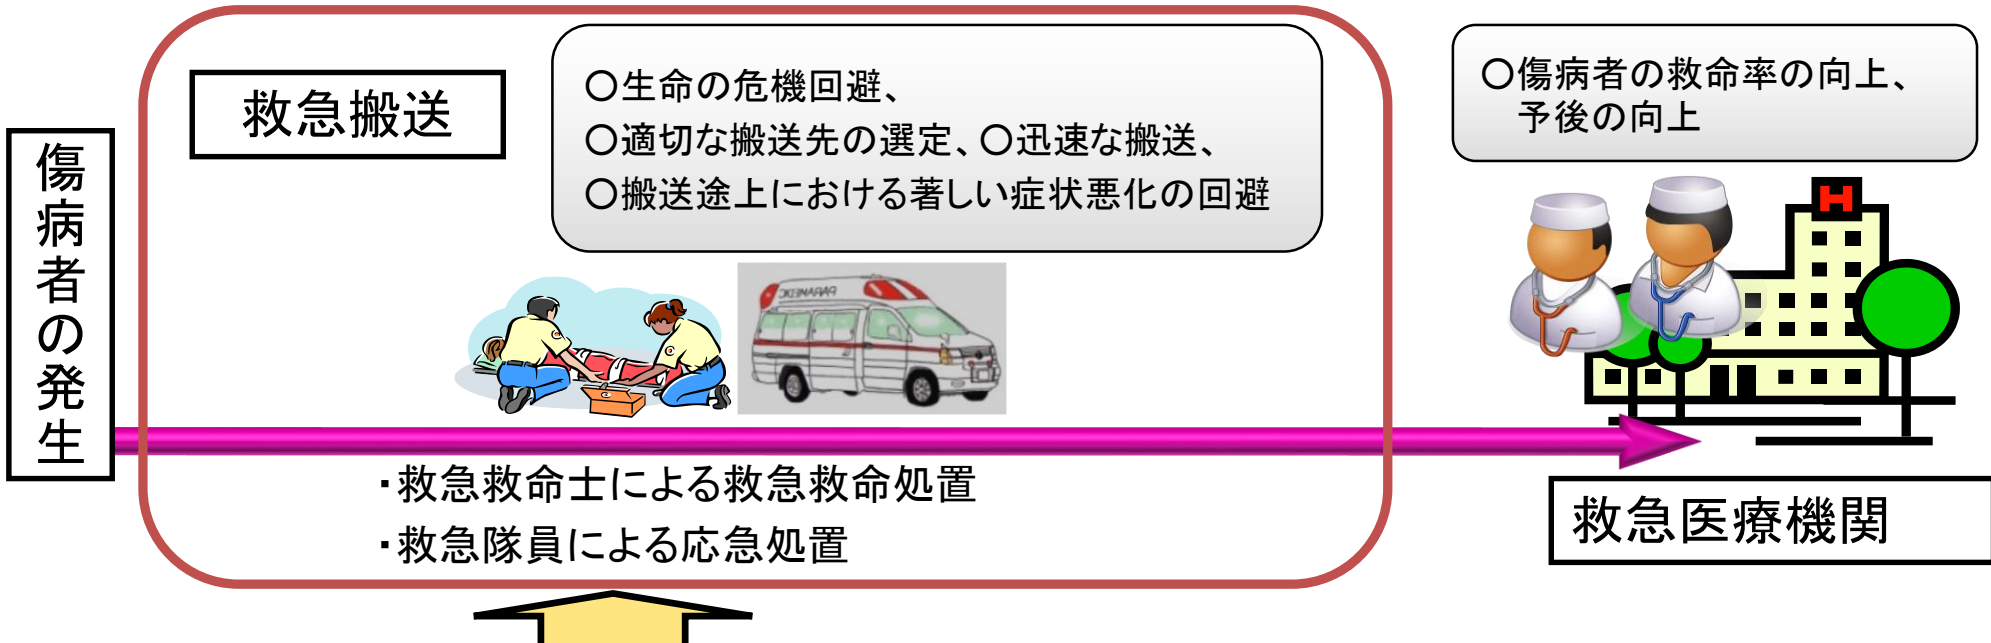 傷病者の発生
救急搬送
○生命の危機回避、
○適切な搬送先の選定、○迅速な搬送、
○搬送途上における著しい症状悪化の回避
○傷病者の救命率の向上、
予後の向上
H
PARAMEDIC
・救急救命士による救急救命処置
・救急隊員による応急処置
救急医療機関